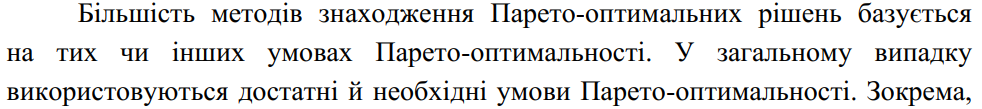 Більшість методів знаходження Парето-оптимальних рішень базується
на тих чи інших умовах Парето-оптимальності. У загальному випадку
використовуються достатні й необхідні умови Парето-оптимальності. Зокрема,